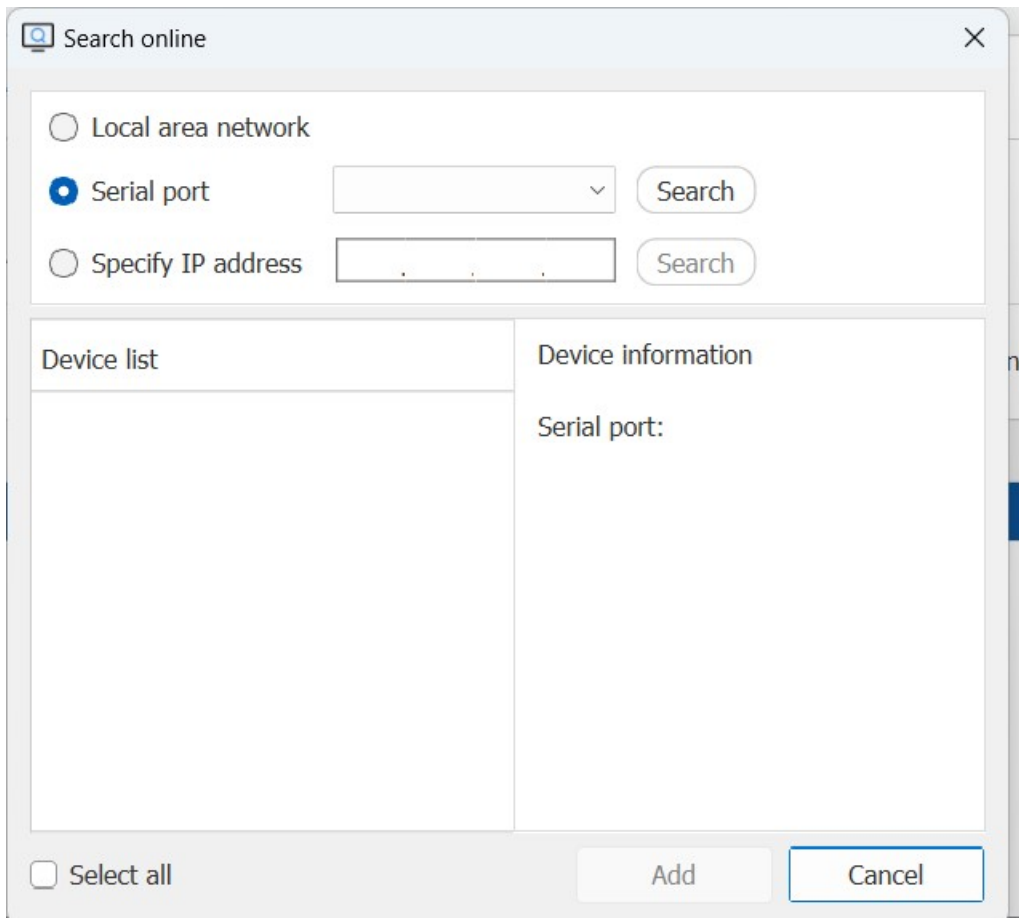 Search online
Local area network
Serial port
Search
Specify IP address
. . .
Search
Device list
Device information
Serial port:
Select all
Add
Cancel